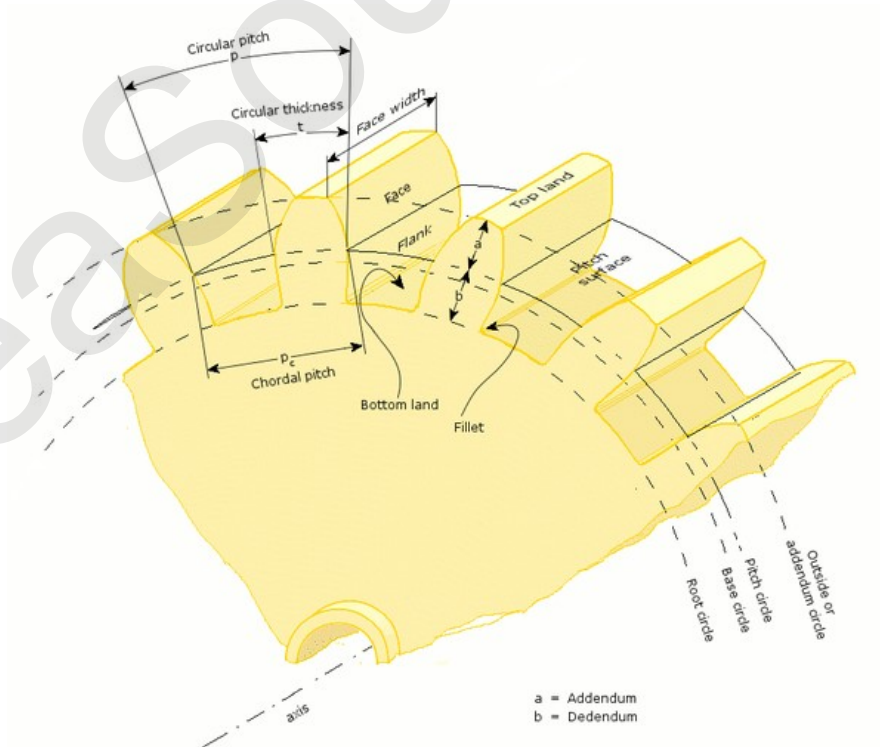 Circular pitch
p
Circular thickness
t
Face width
Face
Flank
Top land
a
b
Pitch
surface
Pc
Chordal pitch
Bottom land
Fillet
Outside or
addendum circle
Pitch circle
Base circle
Root circle
axis
a = Addendum
b = Dedendum